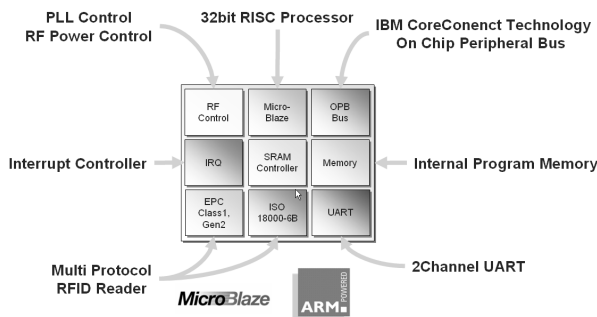 PLL Control
RF Power Control
32bit RISC Processor
IBM CoreConenct Technology
On Chip Peripheral Bus
RF
Control
Micro-
Blaze
OPB
Bus
Interrupt Controller
IRQ
SRAM
Controller
Memory
Internal Program Memory
EPC
Class1,
Gen2
ISO
18000-6B
UART
Multi Protocol
RFID Reader
2Channel UART
MicroBlaze
ARM
POWERED